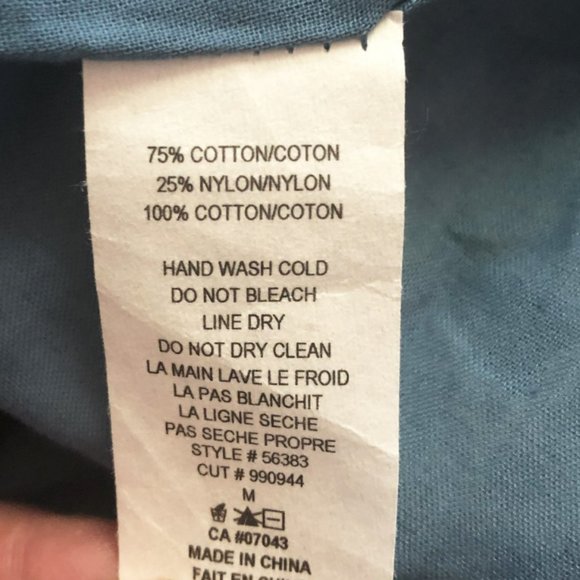 75% COTTON/COTON
25% NYLON/NYLON
100% COTTON/COTON
HAND WASH COLD
DO NOT BLEACH
LINE DRY
DO NOT DRY CLEAN
LA MAIN LAVE LE FROID
LA PAS BLANCHIT
LA LIGNE SECHE
PAS SECHE PROPRE
STYLE # 56383
CUT # 990944
M
CA #07043
MADE IN CHINA
FAIT EN